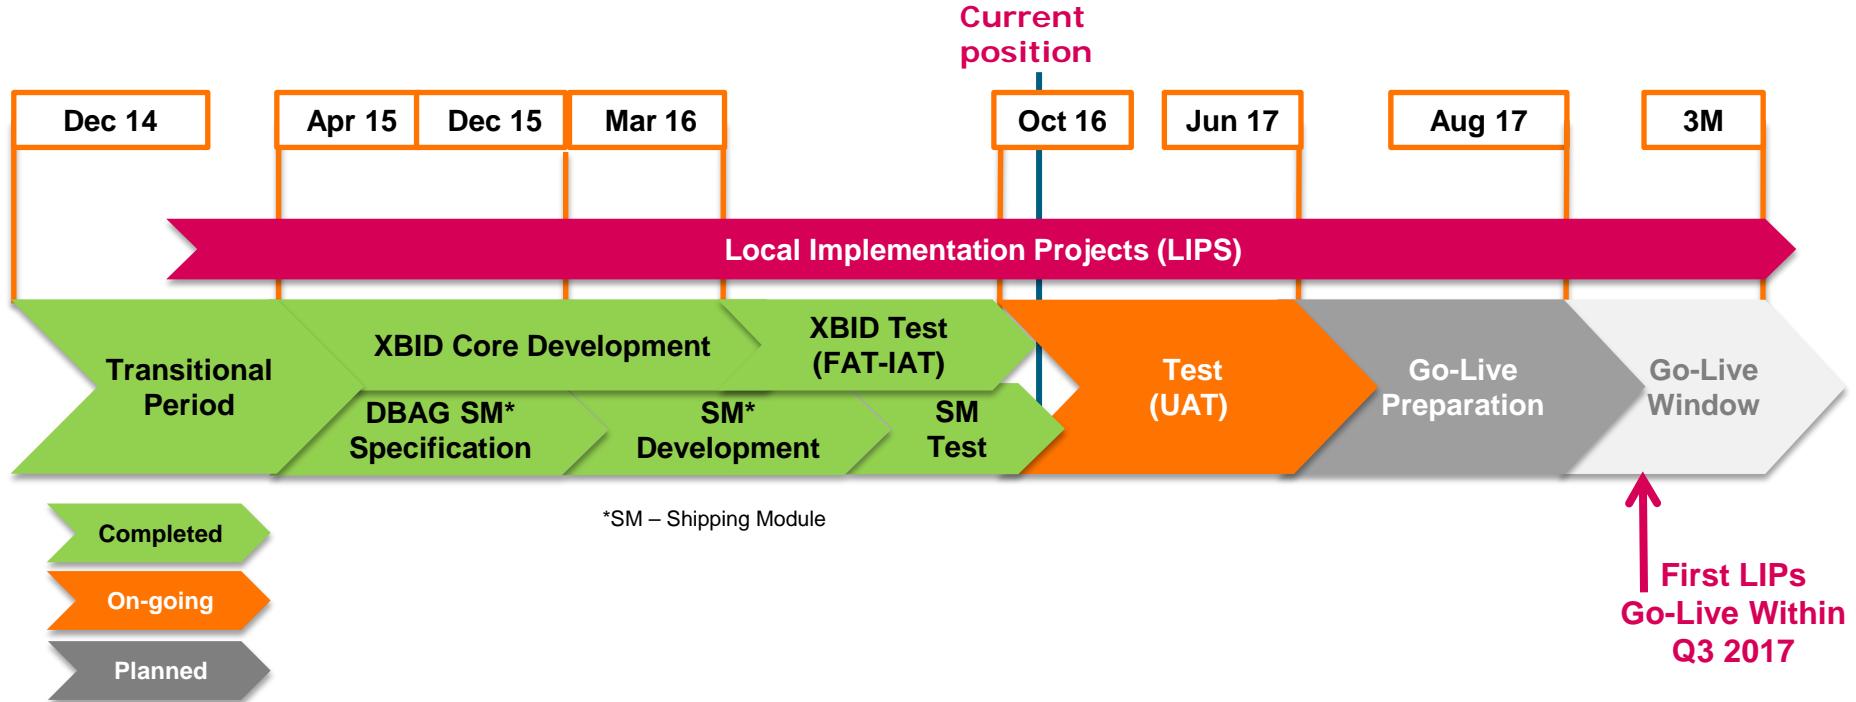 Current
position
Dec 14
Apr 15
Dec 15
Mar 16
Oct 16
Jun 17
Aug 17
3M
Local Implementation Projects (LIPS)
Transitional
Period
XBID Core Development
XBID Test
(FAT-IAT)
DBAG SM*
Specification
SM*
Development
SM
Test
Test
(UAT)
Go-Live
Preparation
Go-Live
Window
*SM – Shipping Module
Completed
On-going
Planned
First LIPs
Go-Live Within
Q3 2017